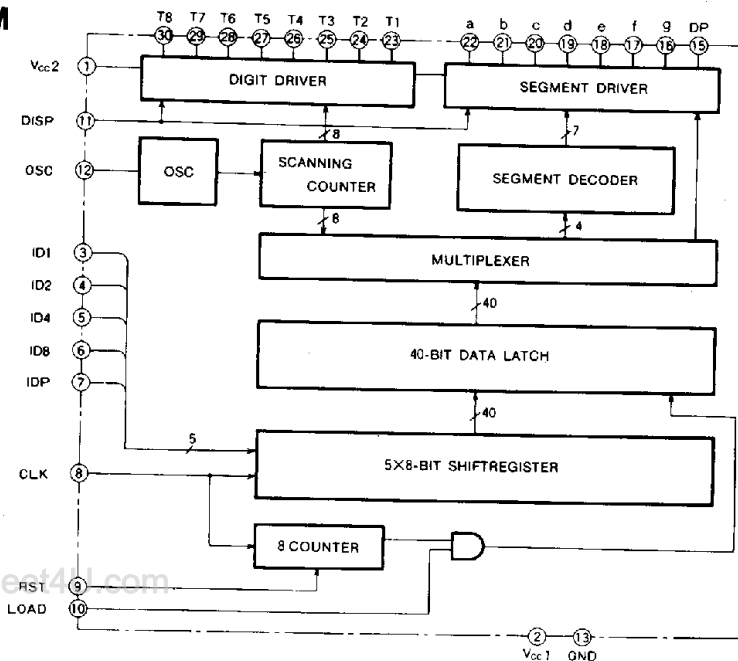 M
T8 T7 T6 T5 T4 T3 T2 T1 a b c d e f g DP
30 29 28 27 26 25 24 23 22 21 20 19 18 17 16 15
Vcc2 1
DIGIT DRIVER
SEGMENT DRIVER
DISP 11
8
7
OSC 12
OSC
SCANNING
COUNTER
SEGMENT DECODER
8
4
ID1 3
MULTIPLEXER
ID2 4
40
ID4 5
ID8 6
40-BIT DATA LATCH
IDP 7
40
5
5X8-BIT SHIFTREGISTER
CLK 8
8 COUNTER
eet4U.com
RST 9
LOAD 10
2 13
Vcc1 GND